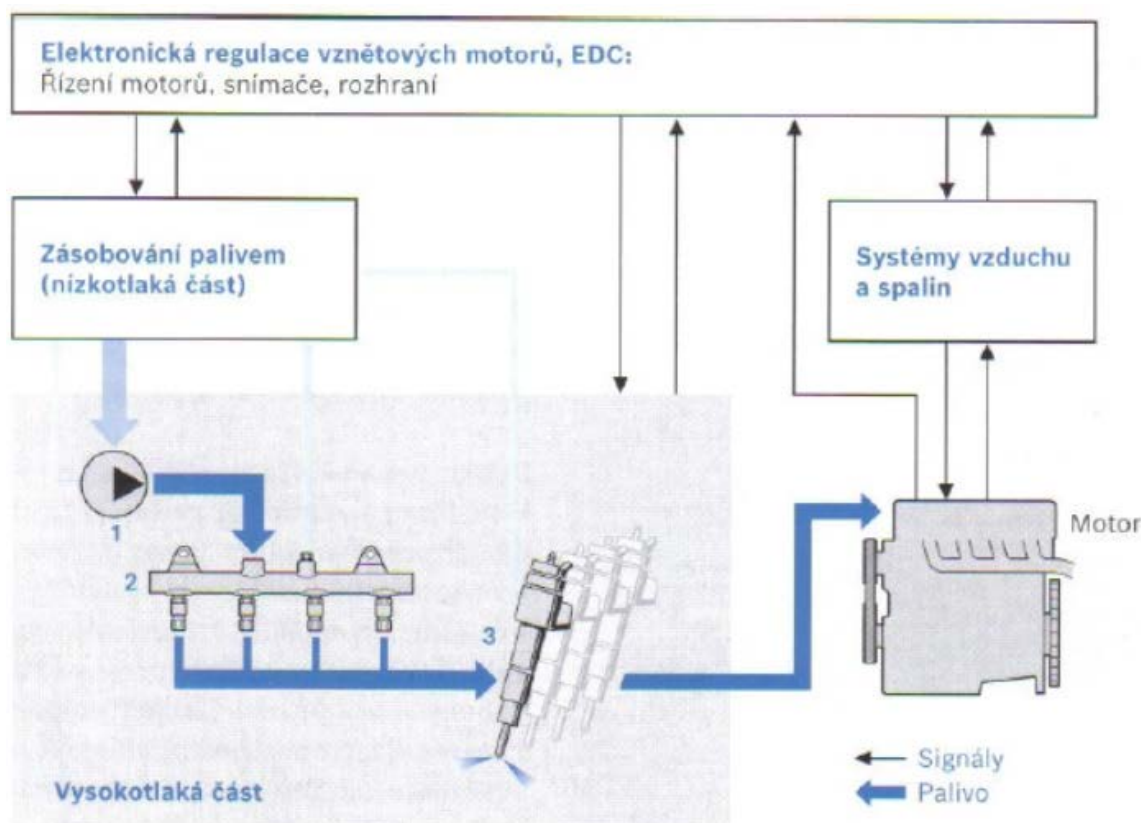 Elektronická regulace vznětových motorů, EDC:
Řízení motorů, snímače, rozhraní
Zásobování palivem
(nízkotlaká část)
Systémy vzduchu
a spalin
1
2
3
Motor
Vysokotlaká část
Signály
Palivo